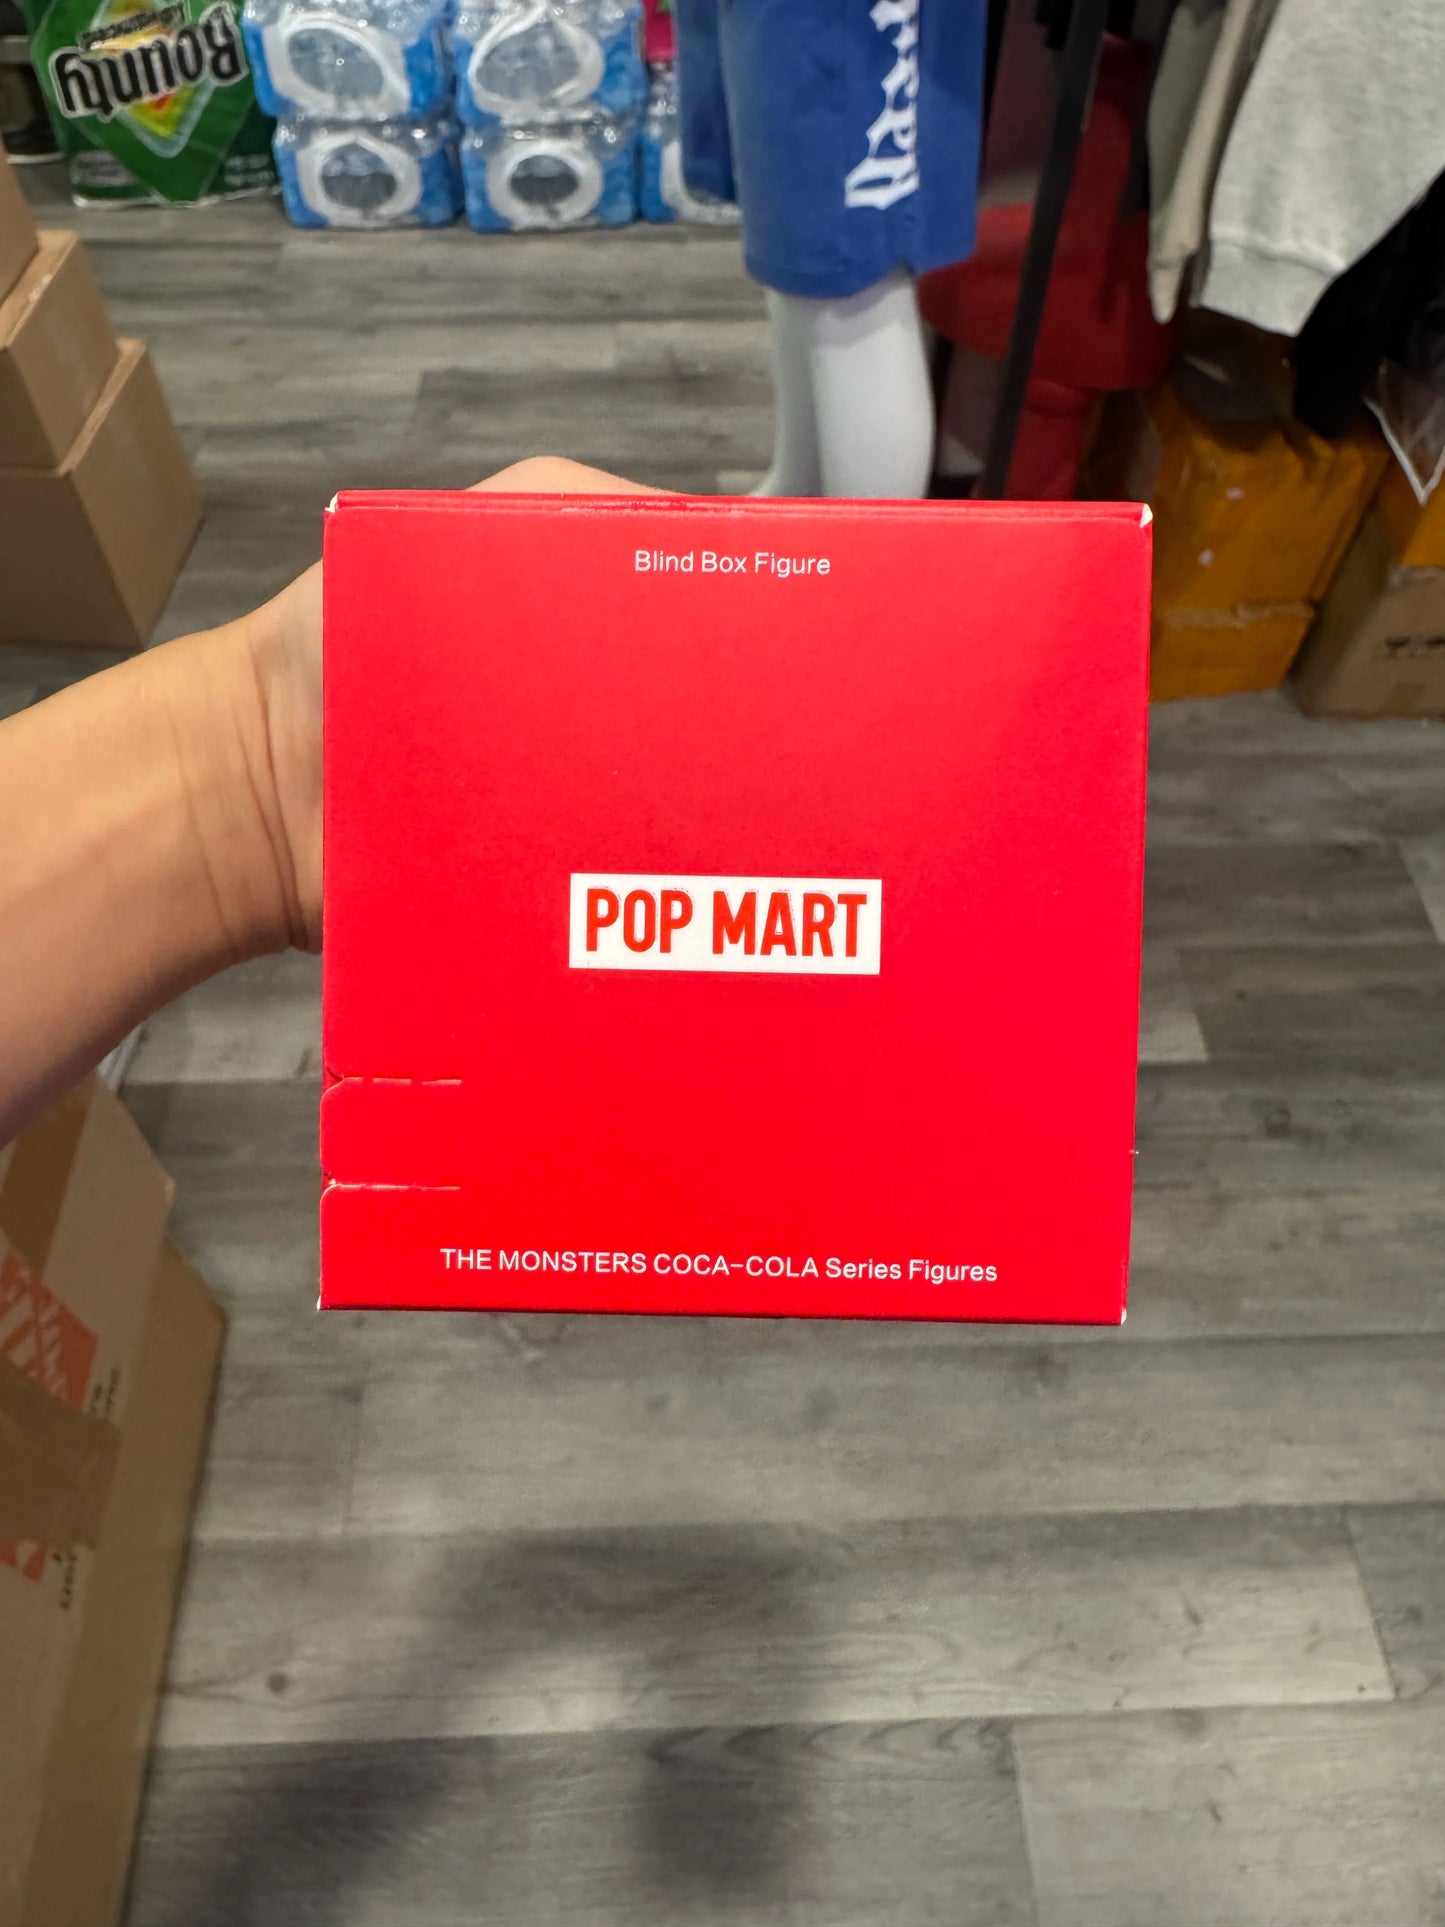 Bounty
Blind Box Figure
POP MART
THE MONSTERS COCA-COLA Series Figures